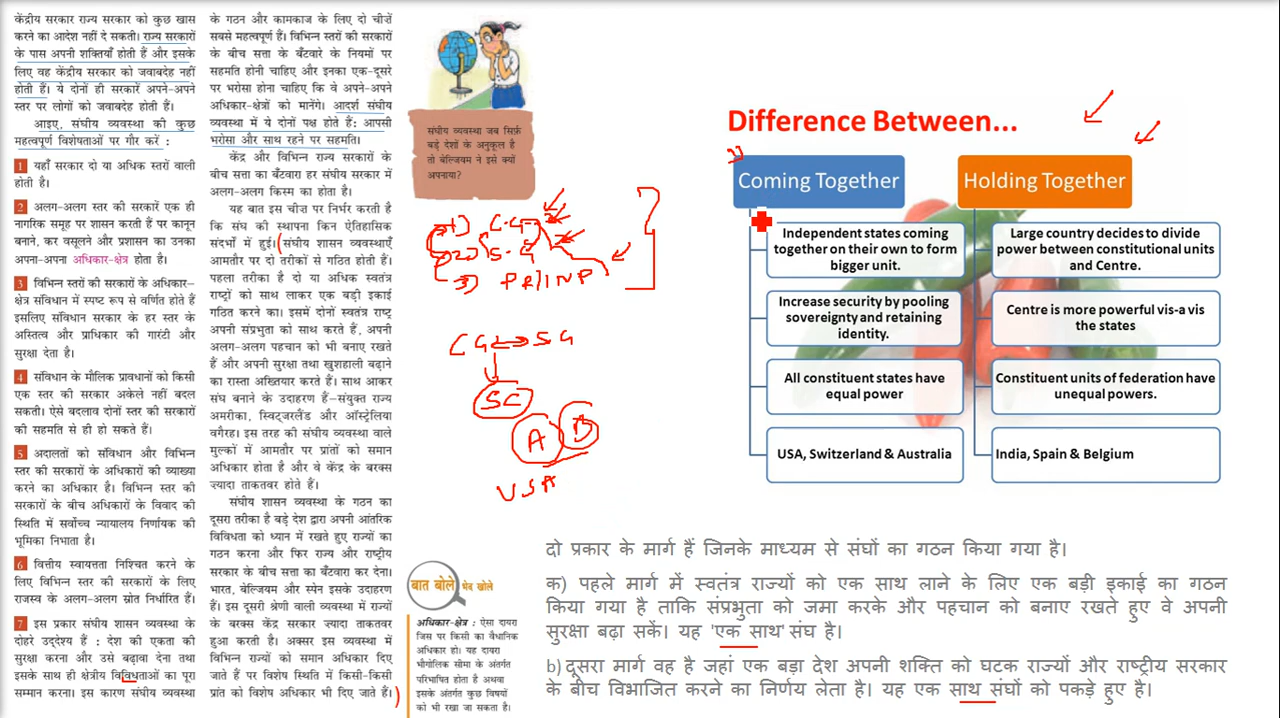 केंद्रीय सरकार राज्य सरकार को कुछ खास
करने का आदेश नहीं दे सकती। राज्य सरकारों
के पास अपनी शक्तियाँ होती हैं और इसके
लिए वह केंद्रीय सरकार को जवाबदेह नहीं
होती हैं। ये दोनों ही सरकारें अपने-अपने
स्तर पर लोगों को जवाबदेह होती हैं।
आइए, संघीय व्यवस्था की कुछ
महत्वपूर्ण विशेषताओं पर गौर करें :
1 यहाँ सरकार दो या अधिक स्तरों वाली
होती है।
2 अलग-अलग स्तर की सरकारें एक ही
नागरिक समूह पर शासन करती हैं पर कानून
बनाने, कर वसूलने और प्रशासन का उनका
अपना-अपना अधिकार-क्षेत्र होता है।
3 विभिन्न स्तरों की सरकारों के अधिकार-
क्षेत्र संविधान में स्पष्ट रूप से वर्णित होते हैं
इसलिए संविधान सरकार के हर स्तर के
अस्तित्व और प्राधिकार की गारंटी और
सुरक्षा देता है।
4 संविधान के मौलिक प्रावधानों को किसी
एक स्तर की सरकार अकेले नहीं बदल
सकती। ऐसे बदलाव दोनों स्तर की सरकारों
की सहमति से ही हो सकते हैं।
5 अदालतों को संविधान और विभिन्न
स्तर की सरकारों के अधिकारों की व्याख्या
करने का अधिकार है। विभिन्न स्तर की
सरकारों के बीच अधिकारों के विवाद की
स्थिति में सर्वोच्च न्यायालय निर्णायक की
भूमिका निभाता है।
6 वित्तीय स्वायत्तता निश्चित करने के
लिए विभिन्न स्तर की सरकारों के लिए
राजस्व के अलग-अलग स्रोत निर्धारित हैं।
7 इस प्रकार संघीय शासन व्यवस्था के
दोहरे उद्देश्य हैं : देश की एकता की
सुरक्षा करना और उसे बढ़ावा देना तथा
इसके साथ ही क्षेत्रीय विविधताओं का पूरा
सम्मान करना। इस कारण संघीय व्यवस्था
के गठन और कामकाज के लिए दो चीज़ें
सबसे महत्वपूर्ण हैं। विभिन्न स्तरों की सरकारों
के बीच सत्ता के बँटवारे के नियमों पर
सहमति होनी चाहिए और इनका एक-दूसरे
पर भरोसा होना चाहिए कि वे अपने-अपने
अधिकार-क्षेत्रों को मानेंगे। आदर्श संघीय
व्यवस्था में ये दोनों पक्ष होते हैं: आपसी
भरोसा और साथ रहने पर सहमति।
केंद्र और विभिन्न राज्य सरकारों के
बीच सत्ता का बँटवारा हर संघीय सरकार में
अलग-अलग किस्म का होता है।
यह बात इस चीज़ पर निर्भर करती है
कि संघ की स्थापना किन ऐतिहासिक
संदर्भों में हुई। संघीय शासन व्यवस्थाएँ
आमतौर पर दो तरीकों से गठित होती हैं।
पहला तरीका है दो या अधिक स्वतंत्र
राष्ट्रों को साथ लाकर एक बड़ी इकाई
गठित करने का। इसमें दोनों स्वतंत्र राष्ट्र
अपनी संप्रभुता को साथ करते हैं, अपनी
अलग-अलग पहचान को भी बनाए रखते
हैं और अपनी सुरक्षा तथा खुशहाली बढ़ाने
का रास्ता अख्तियार करते हैं। साथ आकर
संघ बनाने के उदाहरण हैं–संयुक्त राज्य
अमरीका, स्विट्जरलैंड और ऑस्ट्रेलिया
वगैरह। इस तरह की संघीय व्यवस्था वाले
मुल्कों में आमतौर पर प्रांतों को समान
अधिकार होता है और वे केंद्र के बरक्स
ज़्यादा ताकतवर होते हैं।
संघीय शासन व्यवस्था के गठन का
दूसरा तरीका है बड़े देश द्वारा अपनी आंतरिक
विविधता को ध्यान में रखते हुए राज्यों का
गठन करना और फिर राज्य और राष्ट्रीय
सरकार के बीच सत्ता का बँटवारा कर देना।
भारत, बेल्जियम और स्पेन इसके उदाहरण
हैं। इस दूसरी श्रेणी वाली व्यवस्था में राज्यों
के बरक्स केंद्र सरकार ज़्यादा ताकतवर
हुआ करती है। अक्सर इस व्यवस्था में
विभिन्न राज्यों को समान अधिकार दिए
जाते हैं पर विशेष स्थिति में किसी-किसी
प्रांत को विशेष अधिकार भी दिए जाते हैं।
संघीय व्यवस्था जब सिर्फ़
बड़े देशों के अनुकूल है
तो बेल्जियम ने इसे क्यों
अपनाया?
1) C.G
2) S.G
3) PRI/INP
CG ↔ SG
SC
A B
USA
बात बोले भेद खोले
अधिकार-क्षेत्र : ऐसा दायरा
जिस पर किसी का वैधानिक
अधिकार हो। यह दायरा
भौगोलिक सीमा के अंतर्गत
परिभाषित होता है अथवा
इसके अंतर्गत कुछ विषयों
को भी रखा जा सकता है।
Difference Between...
Coming Together
Independent states coming
together on their own to form
bigger unit.
Increase security by pooling
sovereignty and retaining
identity.
All constituent states have
equal power
USA, Switzerland & Australia
Holding Together
Large country decides to divide
power between constitutional units
and Centre.
Centre is more powerful vis-a vis
the states
Constituent units of federation have
unequal powers.
India, Spain & Belgium
दो प्रकार के मार्ग हैं जिनके माध्यम से संघों का गठन किया गया है।
क) पहले मार्ग में स्वतंत्र राज्यों को एक साथ लाने के लिए एक बड़ी इकाई का गठन
किया गया है ताकि संप्रभुता को जमा करके और पहचान को बनाए रखते हुए वे अपनी
सुरक्षा बढ़ा सकें। यह 'एक साथ' संघ है।
b) दूसरा मार्ग वह है जहां एक बड़ा देश अपनी शक्ति को घटक राज्यों और राष्ट्रीय सरकार
के बीच विभाजित करने का निर्णय लेता है। यह एक साथ संघों को पकड़े हुए है।